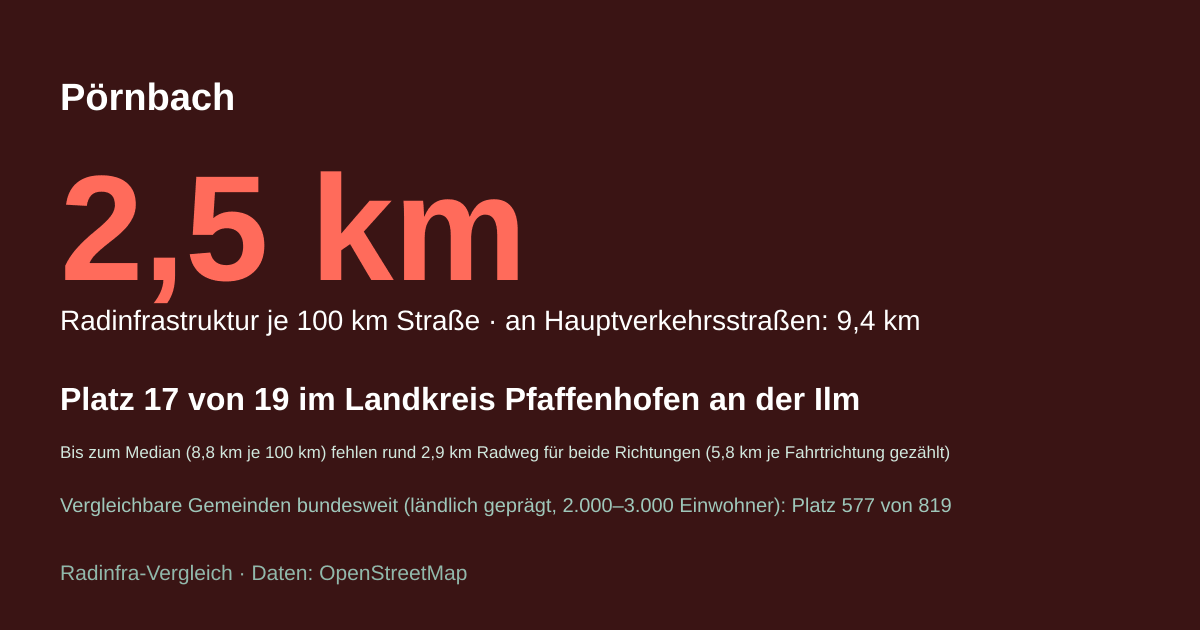 Pörnbach
2,5 km
Radinfrastruktur je 100 km Straße · an Hauptverkehrsstraßen: 9,4 km
Platz 17 von 19 im Landkreis Pfaffenhofen an der Ilm
Bis zum Median (8,8 km je 100 km) fehlen rund 2,9 km Radweg für beide Richtungen (5,8 km je Fahrtrichtung gezählt)
Vergleichbare Gemeinden bundesweit (ländlich geprägt, 2.000–3.000 Einwohner): Platz 577 von 819
Radinfra-Vergleich · Daten: OpenStreetMap